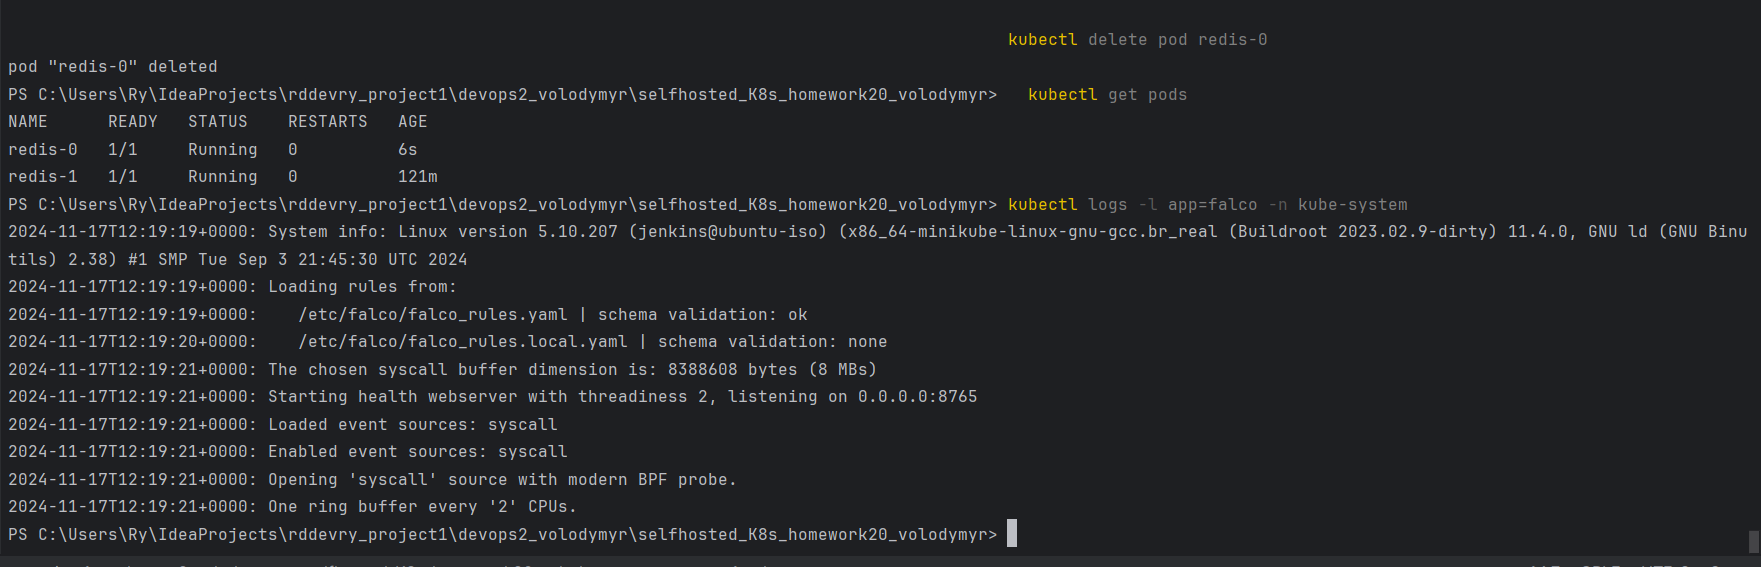 kubectl delete pod redis-0
pod "redis-0" deleted
PS C:\Users\Ry\IdeaProjects\rddevry_project1\devops2_volodymyr\selfhosted_K8s_homework20_volodymyr>   kubectl get pods
NAME      READY   STATUS    RESTARTS   AGE
redis-0   1/1     Running   0          6s
redis-1   1/1     Running   0          121m
PS C:\Users\Ry\IdeaProjects\rddevry_project1\devops2_volodymyr\selfhosted_K8s_homework20_volodymyr> kubectl logs -l app=falco -n kube-system
2024-11-17T12:19:19+0000: System info: Linux version 5.10.207 (jenkins@ubuntu-iso) (x86_64-minikube-linux-gnu-gcc.br_real (Buildroot 2023.02.9-dirty) 11.4.0, GNU ld (GNU Binu
tils) 2.38) #1 SMP Tue Sep 3 21:45:30 UTC 2024
2024-11-17T12:19:19+0000: Loading rules from:
2024-11-17T12:19:19+0000:    /etc/falco/falco_rules.yaml | schema validation: ok
2024-11-17T12:19:20+0000:    /etc/falco/falco_rules.local.yaml | schema validation: none
2024-11-17T12:19:21+0000: The chosen syscall buffer dimension is: 8388608 bytes (8 MBs)
2024-11-17T12:19:21+0000: Starting health webserver with threadiness 2, listening on 0.0.0.0:8765
2024-11-17T12:19:21+0000: Loaded event sources: syscall
2024-11-17T12:19:21+0000: Enabled event sources: syscall
2024-11-17T12:19:21+0000: Opening 'syscall' source with modern BPF probe.
2024-11-17T12:19:21+0000: One ring buffer every '2' CPUs.
PS C:\Users\Ry\IdeaProjects\rddevry_project1\devops2_volodymyr\selfhosted_K8s_homework20_volodymyr>